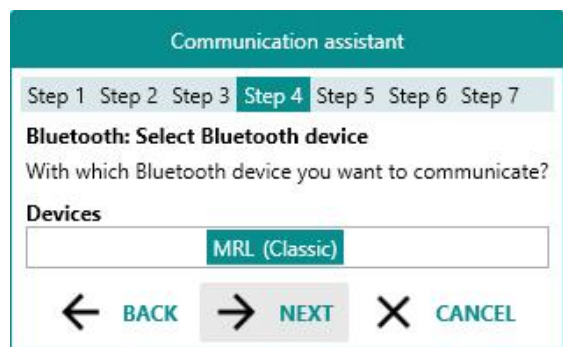 Communication assistant
Step 1 Step 2 Step 3 Step 4 Step 5 Step 6 Step 7
Bluetooth: Select Bluetooth device
With which Bluetooth device you want to communicate?
Devices
MRL (Classic)
BACK NEXT CANCEL